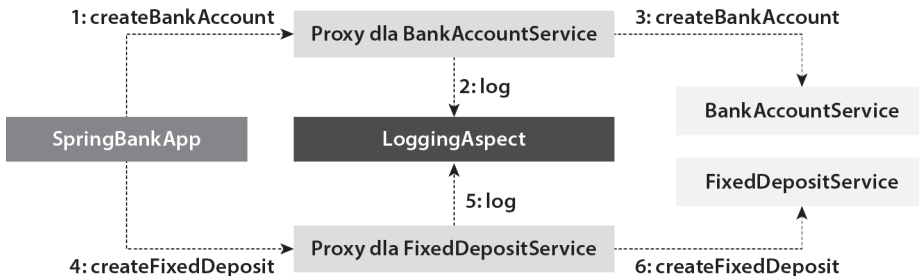 1: createBankAccount
Proxy dla BankAccountService
3: createBankAccount
2: log
BankAccountService
SpringBankApp
LoggingAspect
FixedDepositService
5: log
Proxy dla FixedDepositService
4: createFixedDeposit
6: createFixedDeposit